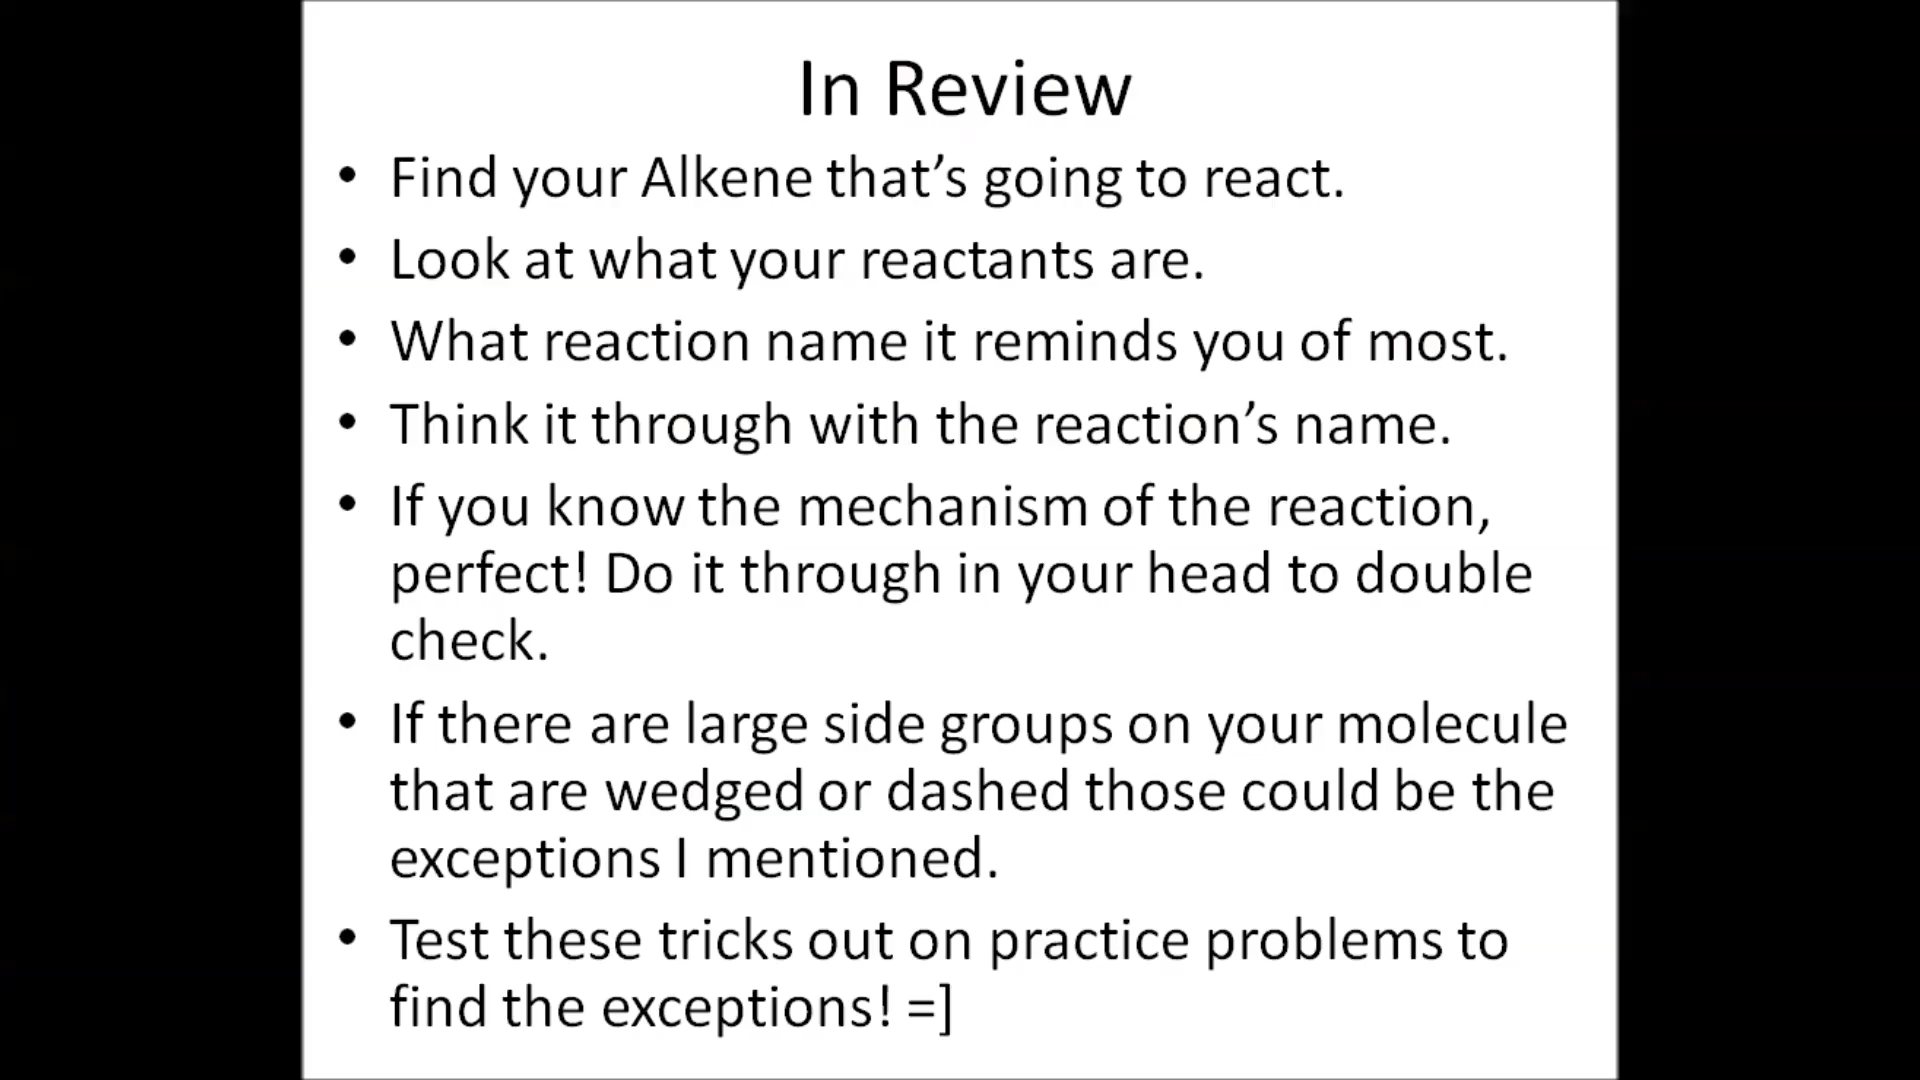 In Review
• Find your Alkene that’s going to react.
• Look at what your reactants are.
• What reaction name it reminds you of most.
• Think it through with the reaction’s name.
• If you know the mechanism of the reaction,
perfect! Do it through in your head to double
check.
• If there are large side groups on your molecule
that are wedged or dashed those could be the
exceptions I mentioned.
• Test these tricks out on practice problems to
find the exceptions! =]